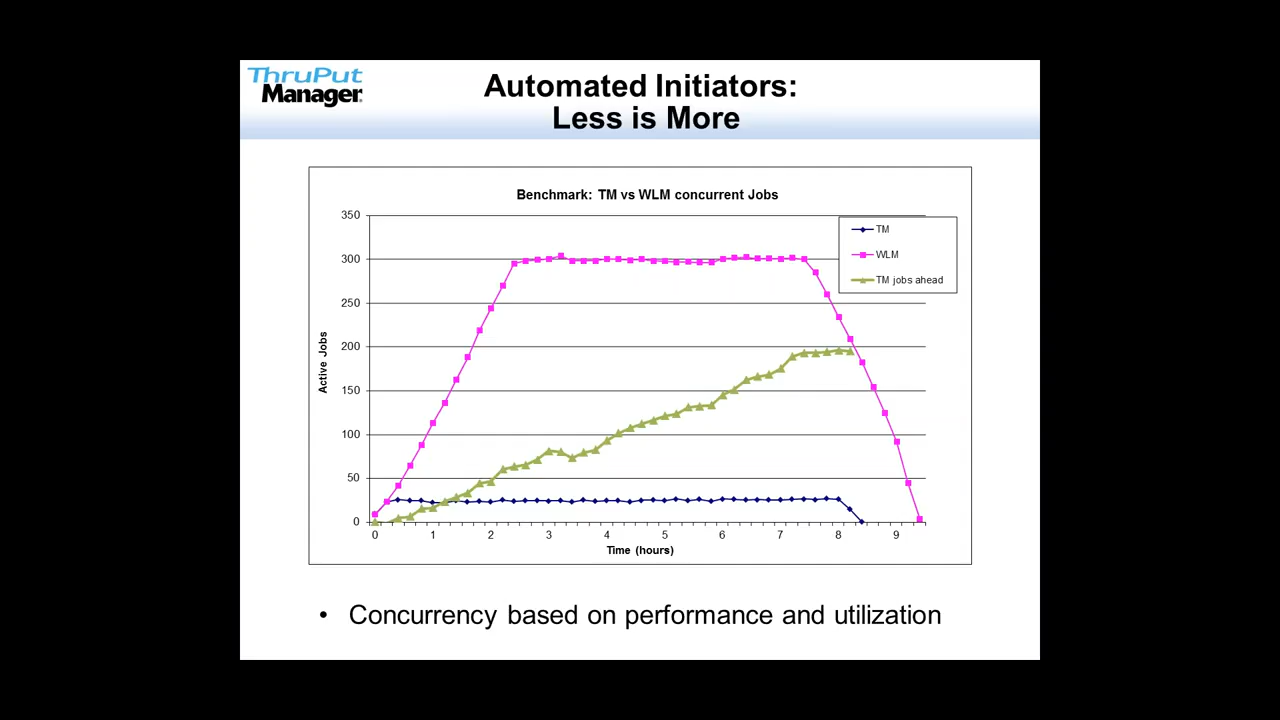 ThruPut
Manager®
Automated Initiators:
Less is More
Benchmark: TM vs WLM concurrent Jobs
350
300
250
200
150
100
50
0
Active Jobs
TM
WLM
TM jobs ahead
0 1 2 3 4 5 6 7 8 9
Time (hours)
• Concurrency based on performance and utilization